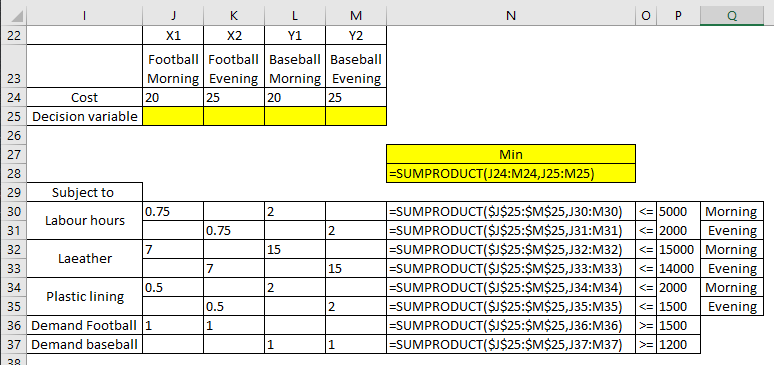 I J K L M N O P Q
22 X1 X2 Y1 Y2
Football Football Baseball Baseball
23 Morning Evening Morning Evening
24 Cost 20 25 20 25
25 Decision variable
26
27 Min
28 =SUMPRODUCT(J24:M24,J25:M25)
29 Subject to
30 Labour hours 0.75 2 =SUMPRODUCT($J$25:$M$25,J30:M30) <= 5000 Morning
31 0.75 2 =SUMPRODUCT($J$25:$M$25,J31:M31) <= 2000 Evening
32 Laeather 7 15 =SUMPRODUCT($J$25:$M$25,J32:M32) <= 15000 Morning
33 7 15 =SUMPRODUCT($J$25:$M$25,J33:M33) <= 14000 Evening
34 Plastic lining 0.5 2 =SUMPRODUCT($J$25:$M$25,J34:M34) <= 2000 Morning
35 0.5 2 =SUMPRODUCT($J$25:$M$25,J35:M35) <= 1500 Evening
36 Demand Football 1 1 =SUMPRODUCT($J$25:$M$25,J36:M36) >= 1500
37 Demand baseball 1 1 =SUMPRODUCT($J$25:$M$25,J37:M37) >= 1200
38